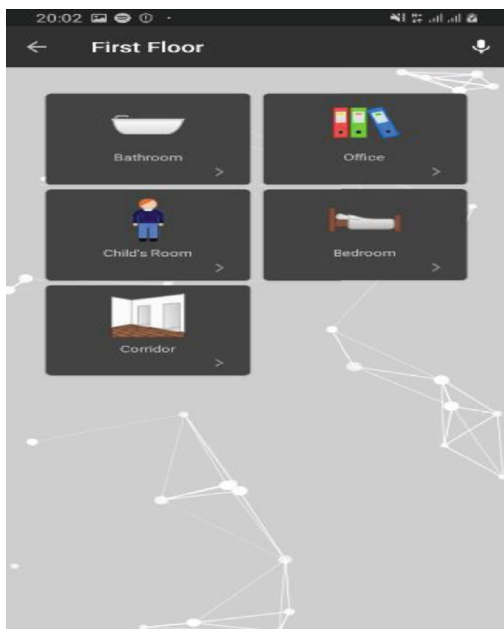 20:02
First Floor
Bathroom
Office
Child's Room
Bedroom
Corridor